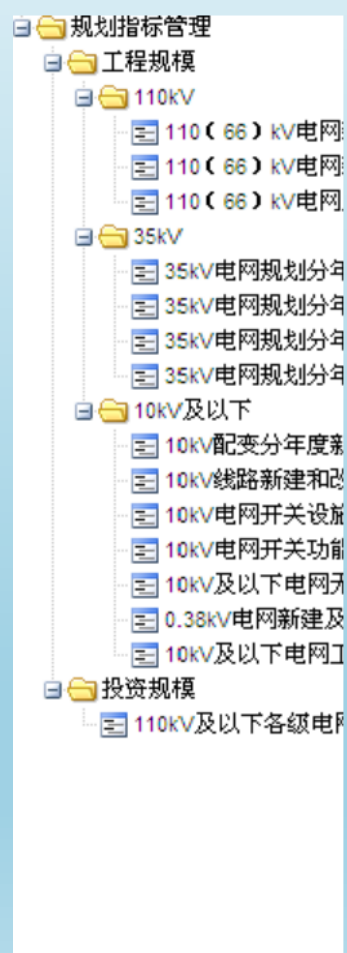 规划指标管理
工程规模
110kV
110（66）kV电网
110（66）kV电网
110（66）kV电网
35kV
35kV电网规划分年
35kV电网规划分年
35kV电网规划分年
35kV电网规划分年
10kV及以下
10kV配变分年度新
10kV线路新建和改
10kV电网开关设施
10kV电网开关功能
10kV及以下电网无
0.38kV电网新建及
10kV及以下电网工
投资规模
110kV及以下各级电网